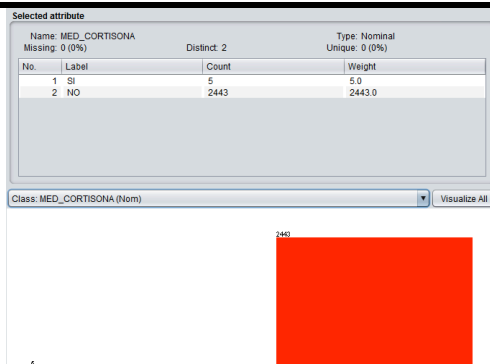 Selected attribute
Name: MED_CORTISONA Type: Nominal
Missing: 0 (0%) Distinct: 2 Unique: 0 (0%)
No. Label Count Weight
1 SI 5 5.0
2 NO 2443 2443.0
Class: MED_CORTISONA (Nom) Visualize All
2443
5